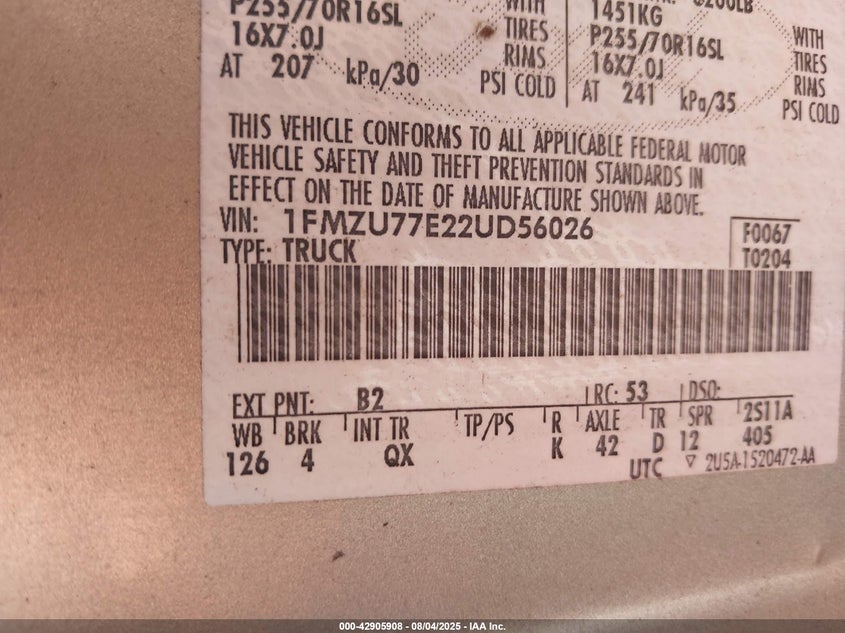 P255/70R16SL
16X7.0J
AT 207 kPa/30
WITH
TIRES
RIMS
PSI COLD
1451KG
P255/70R16SL
16X7.0J
AT 241 kPa/35
WITH
TIRES
RIMS
PSI COLD
THIS VEHICLE CONFORMS TO ALL APPLICABLE FEDERAL MOTOR
VEHICLE SAFETY AND THEFT PREVENTION STANDARDS IN
EFFECT ON THE DATE OF MANUFACTURE SHOWN ABOVE.
VIN: 1FMZU77E22UD56026
TYPE: TRUCK
F0067
T0204
EXT PNT: B2 RC: 53 DSO:
WB BRK INT TR TP/PS R AXLE TR SPR 2S11A
126 4 QX K 42 D 12 405
UTC ▽ 2U5A-1520472-AA
000-42905908 - 08/04/2025 - IAA Inc.